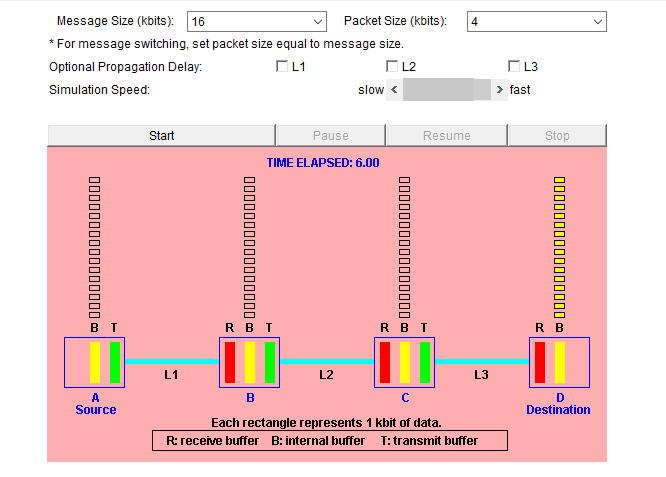 Message Size (kbits): 16 Packet Size (kbits): 4
* For message switching, set packet size equal to message size.
Optional Propagation Delay: L1 L2 L3
Simulation Speed: slow fast
Start Pause Resume Stop
TIME ELAPSED: 6.00
B T R B T R B T R B
L1 L2 L3
A B C D
Source Destination
Each rectangle represents 1 kbit of data.
R: receive buffer B: internal buffer T: transmit buffer